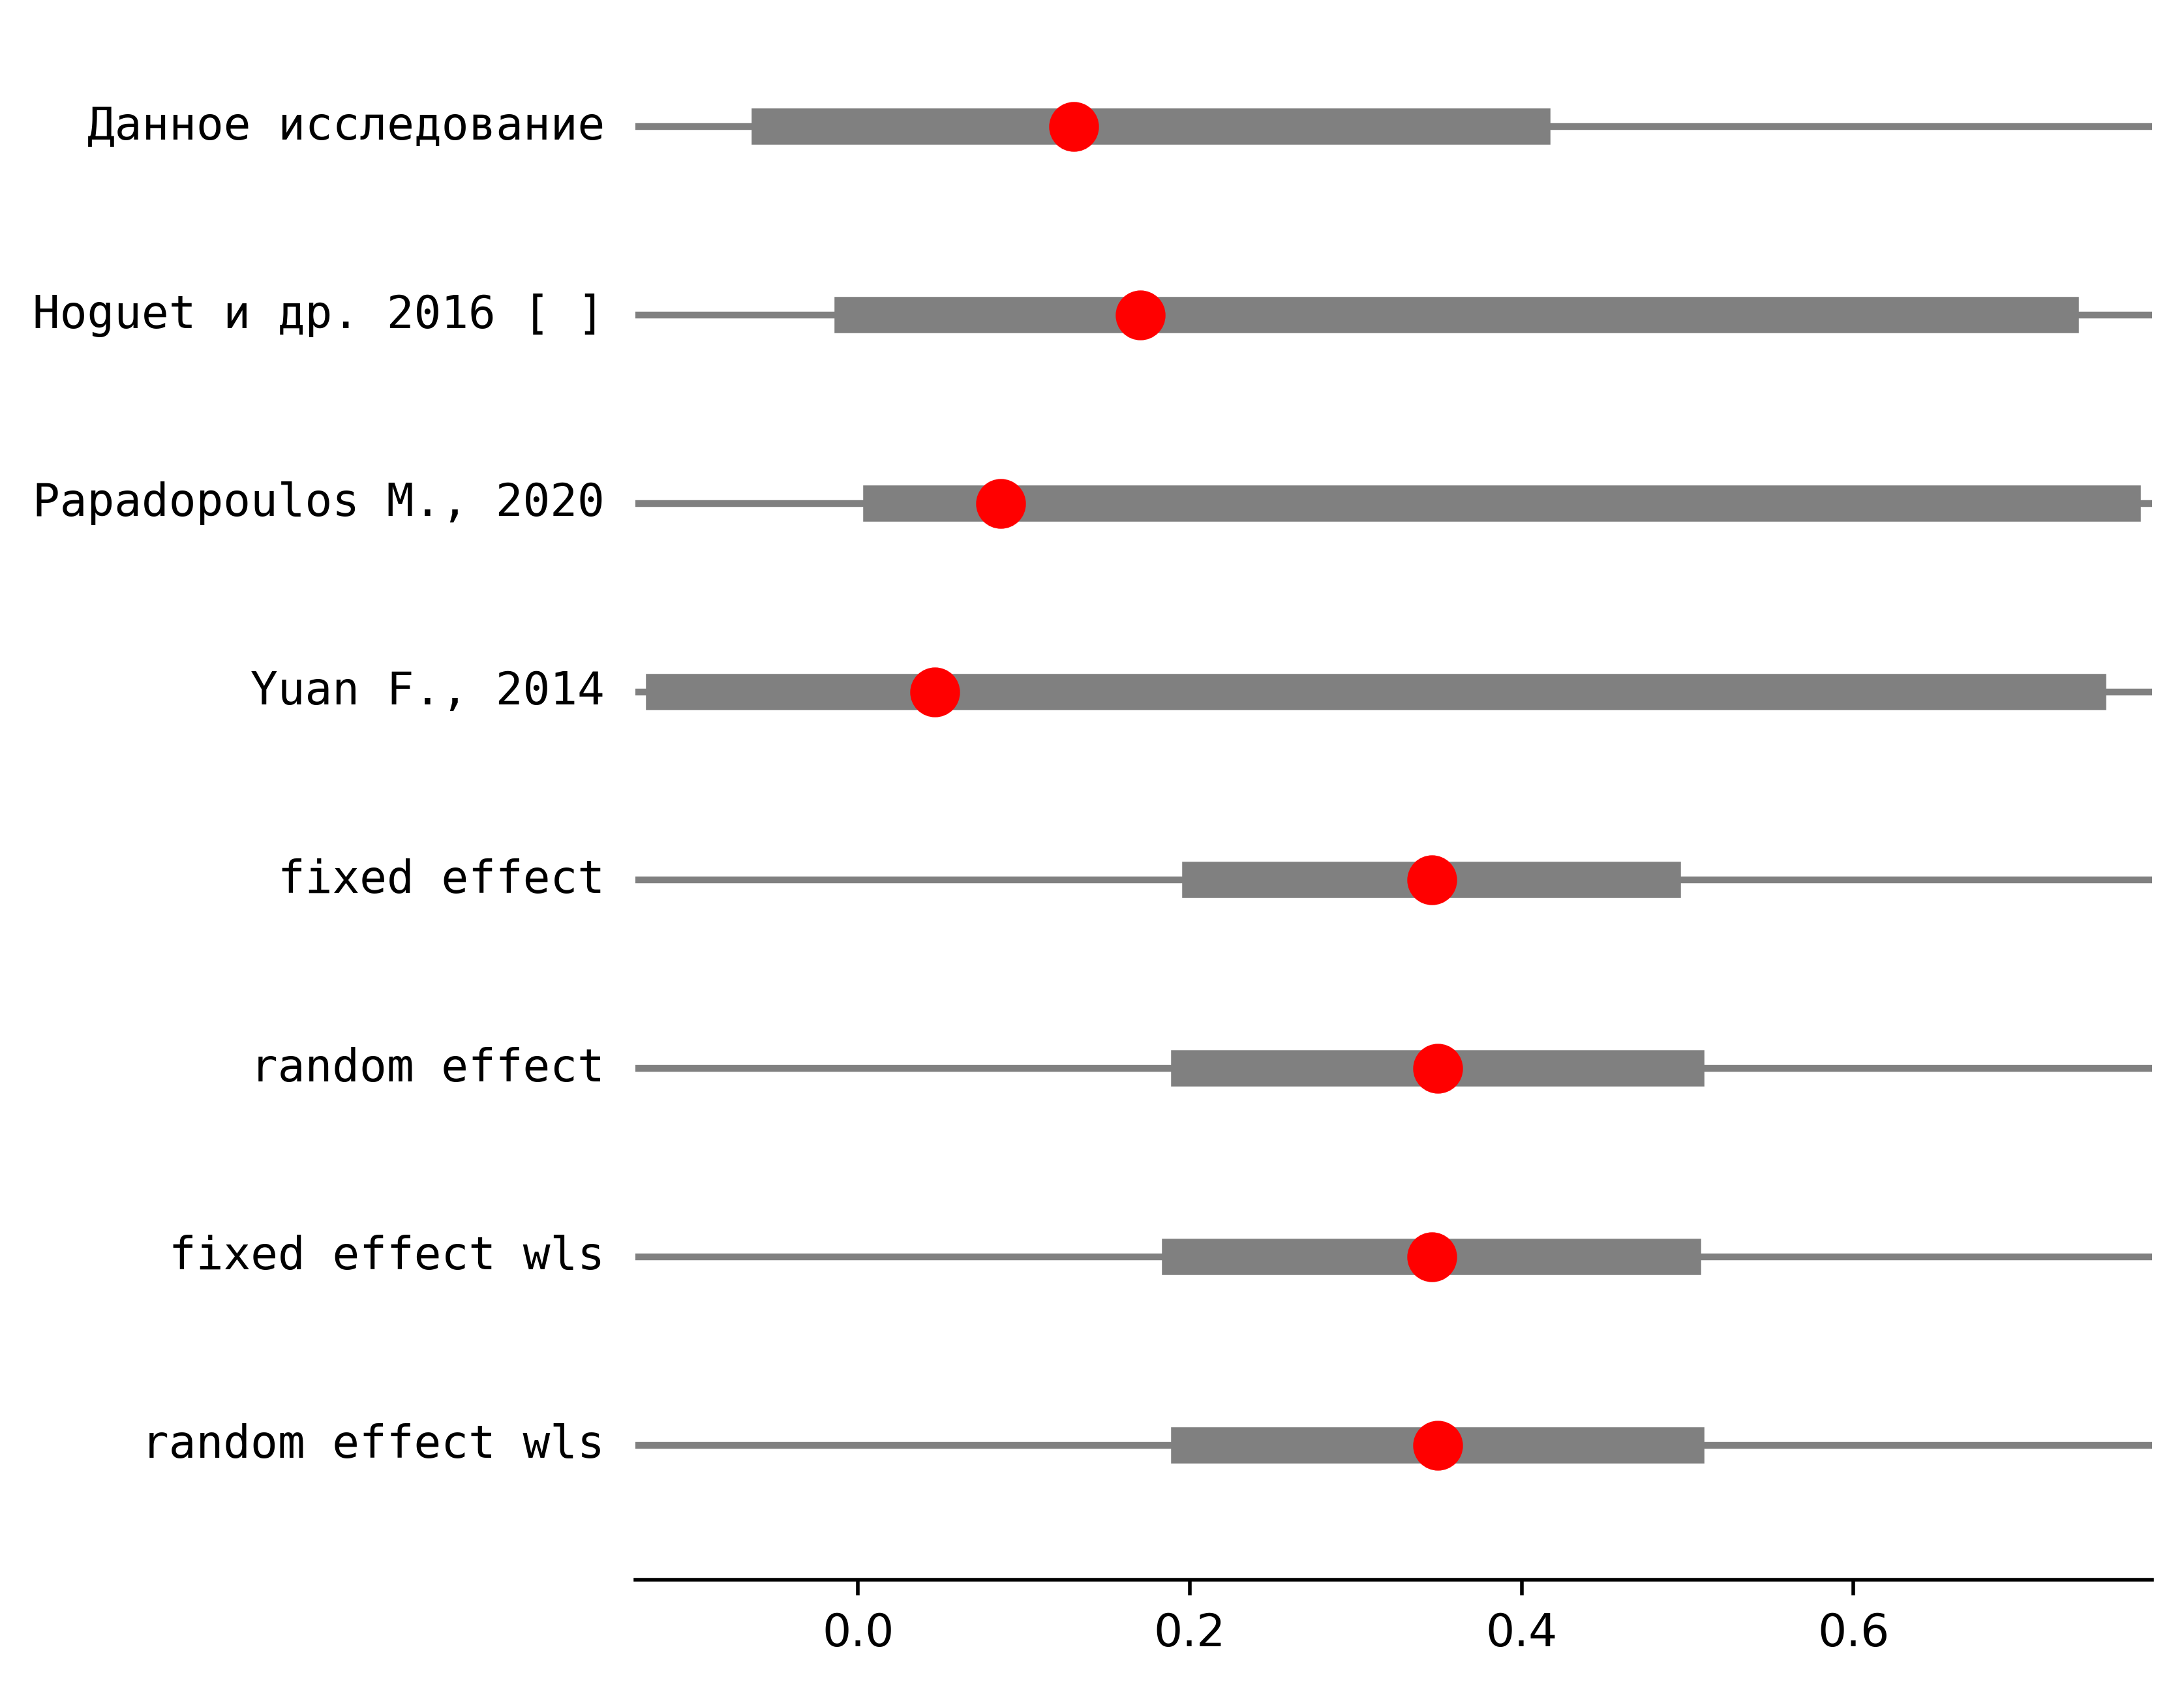 Данное исследование
Hoguet и др. 2016 [ ]
Papadopoulos M., 2020
Yuan F., 2014
fixed effect
random effect
fixed effect wls
random effect wls
0.0 0.2 0.4 0.6